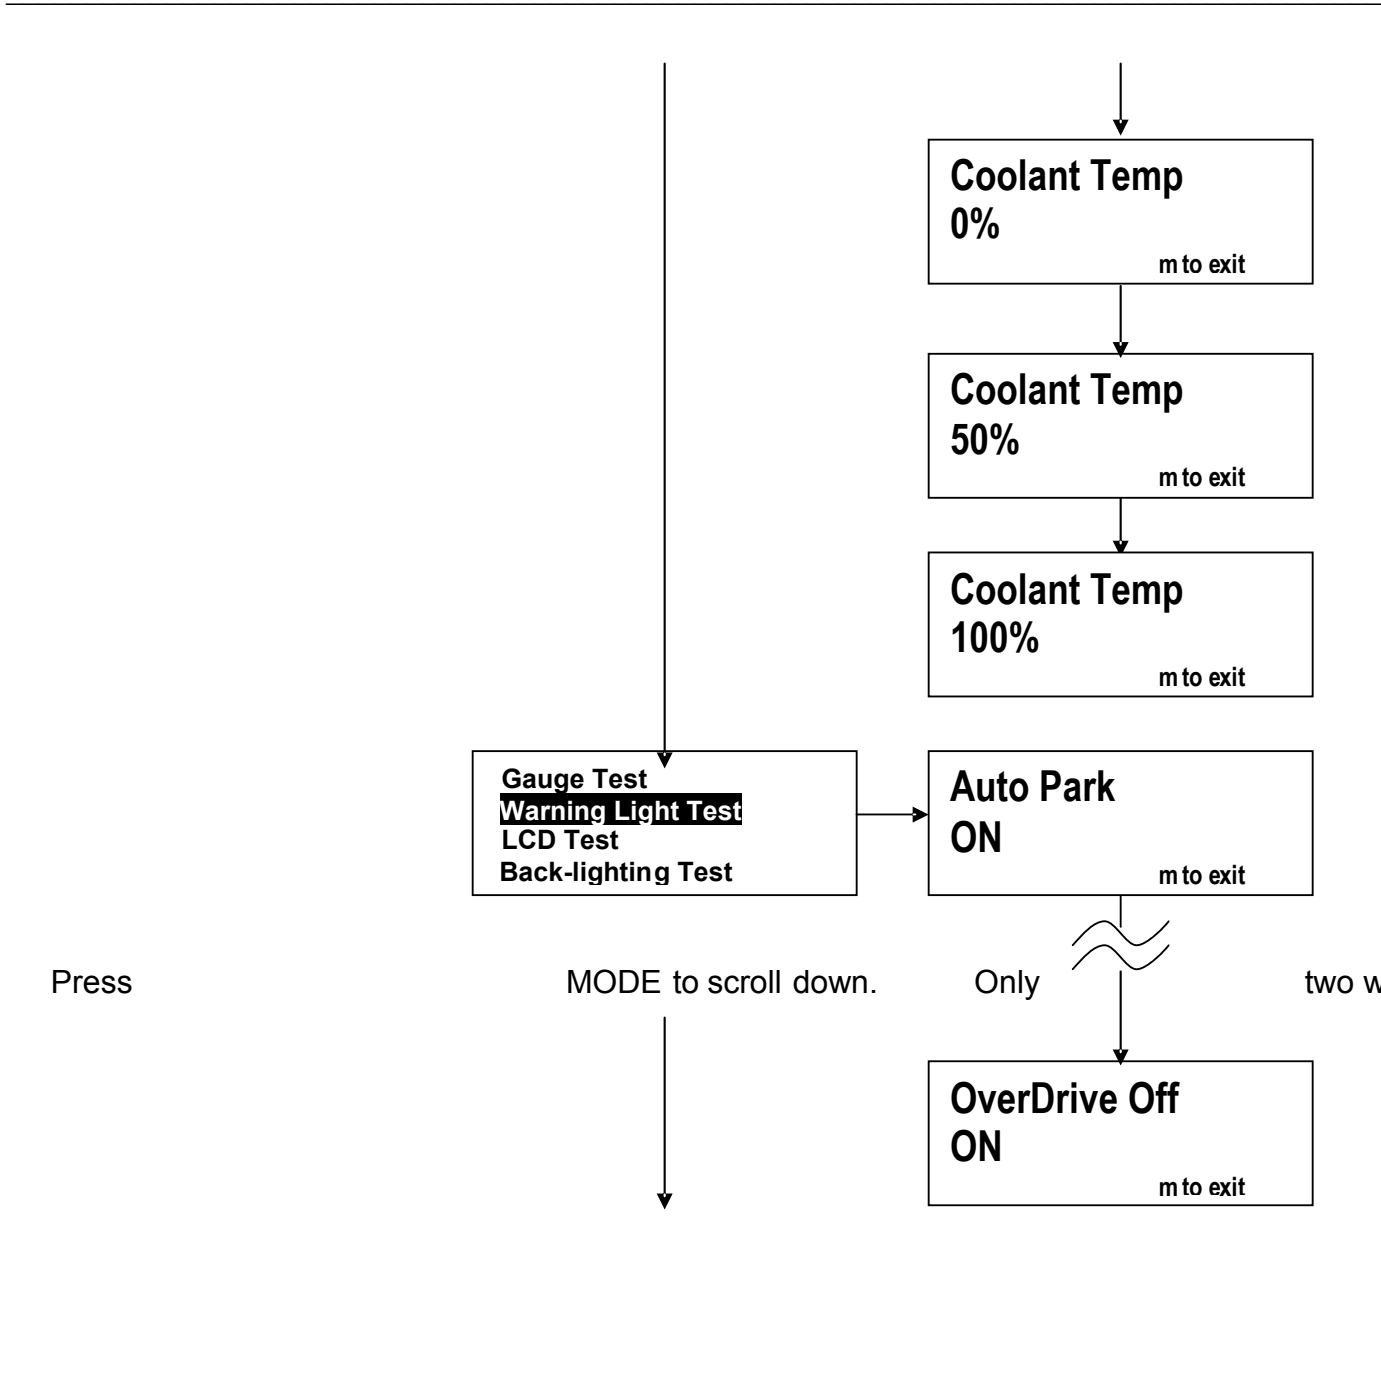 Coolant Temp
0%
m to exit
Coolant Temp
50%
m to exit
Coolant Temp
100%
m to exit
Gauge Test
Warning Light Test
LCD Test
Back-lighting Test
Auto Park
ON
m to exit
Press MODE to scroll down. Only two
OverDrive Off
ON
m to exit